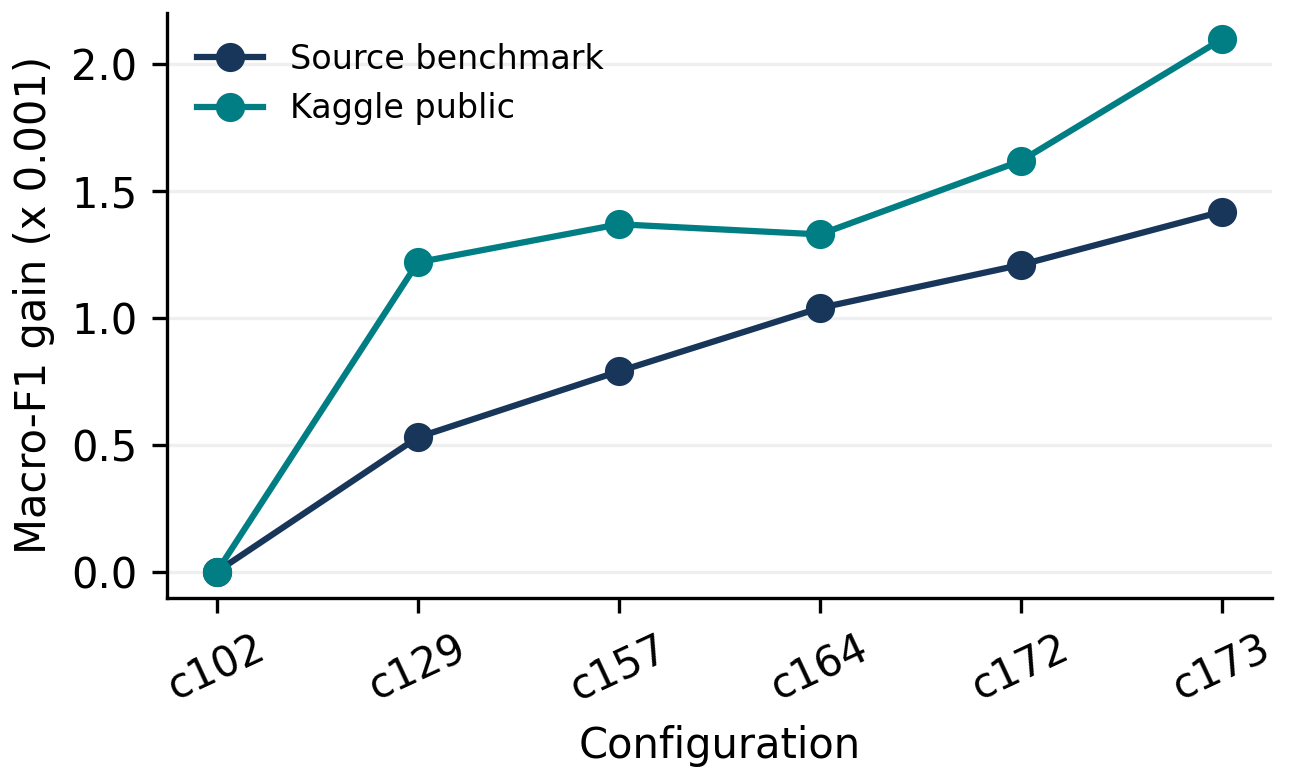 Source benchmark
Kaggle public
Macro-F1 gain (x 0.001)
2.0
1.5
1.0
0.5
0.0
c102
c129
c157
c164
c172
c173
Configuration